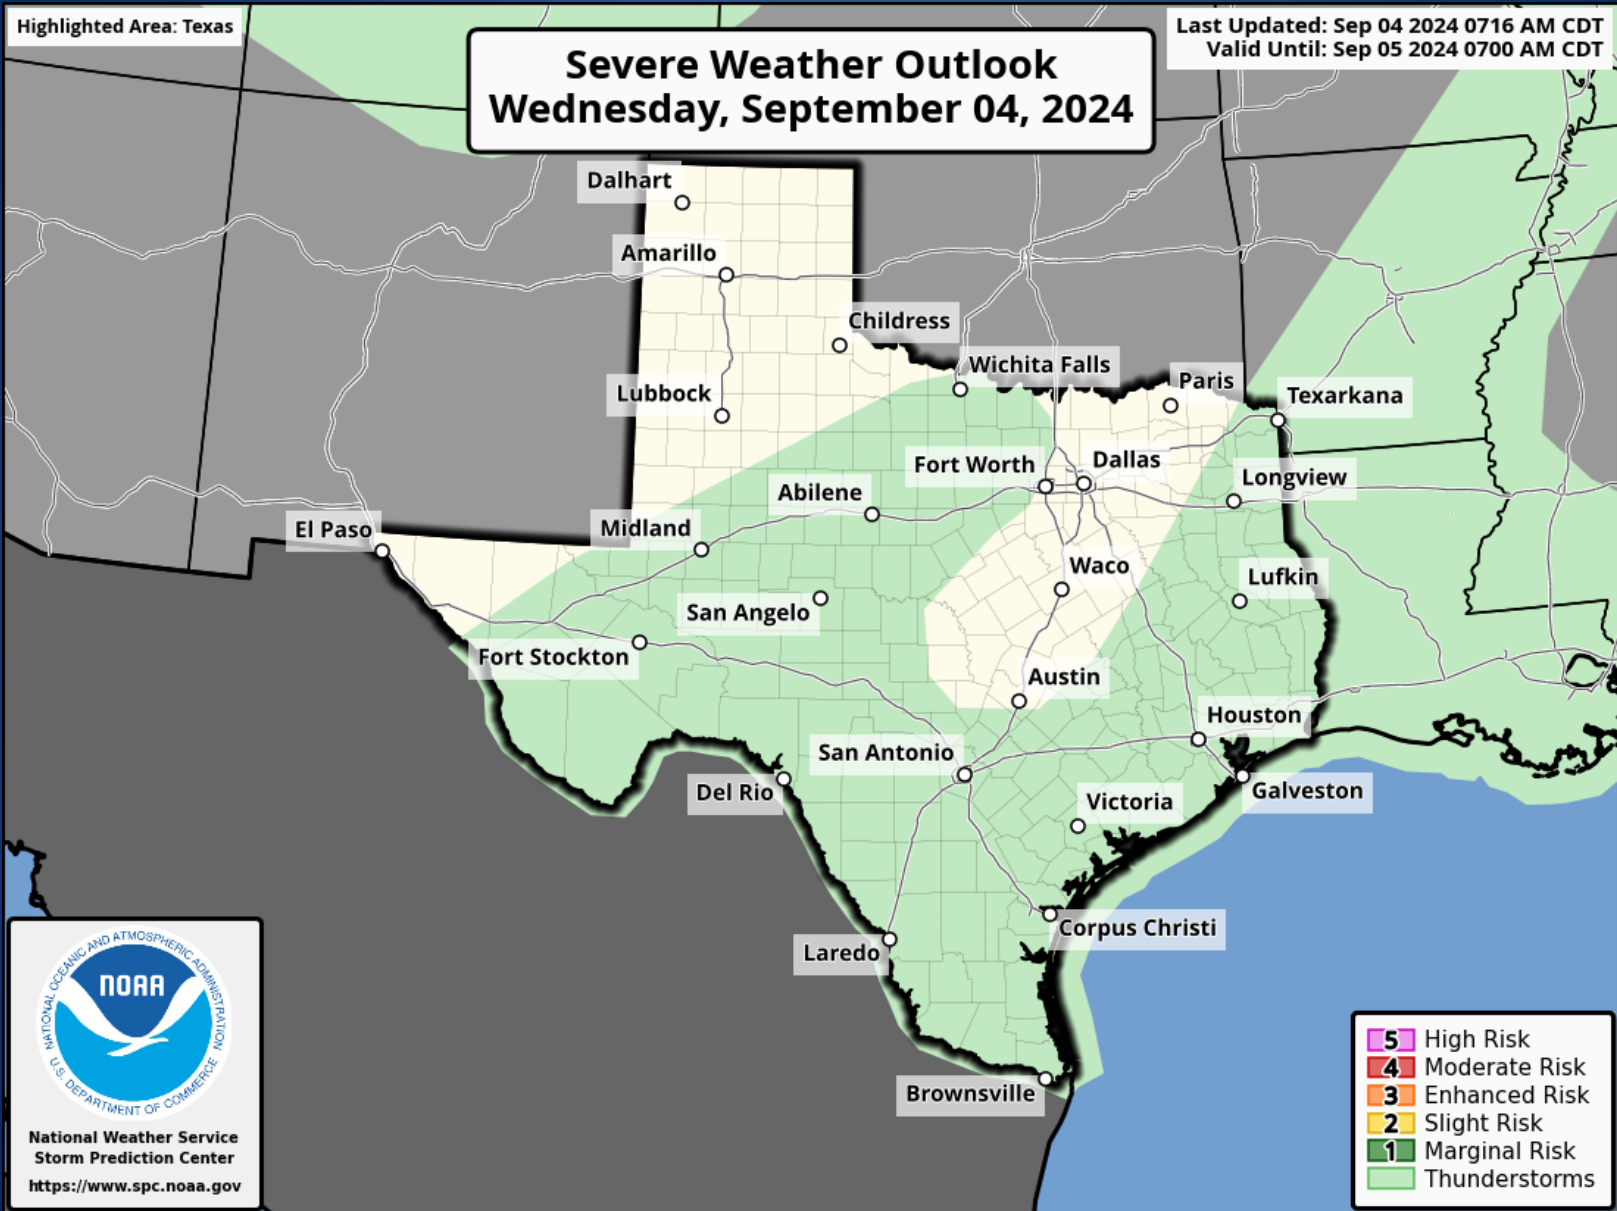 Highlighted Area: Texas
Severe Weather Outlook
Wednesday, September 04, 2024
Last Updated: Sep 04 2024 0716 AM CDT
Valid Until: Sep 05 2024 0700 AM CDT
Dalhart
Amarillo
Childress
Wichita Falls
Paris
Texarkana
Lubbock
Fort Worth
Dallas
Longview
Abilene
Midland
El Paso
Waco
Lufkin
San Angelo
Fort Stockton
Austin
Houston
San Antonio
Del Rio
Victoria
Galveston
Corpus Christi
Laredo
Brownsville
NATIONAL OCEANIC AND ATMOSPHERIC ADMINISTRATION
NOAA
U.S. DEPARTMENT OF COMMERCE
National Weather Service
Storm Prediction Center
https://www.spc.noaa.gov
5 High Risk
4 Moderate Risk
3 Enhanced Risk
2 Slight Risk
1 Marginal Risk
Thunderstorms